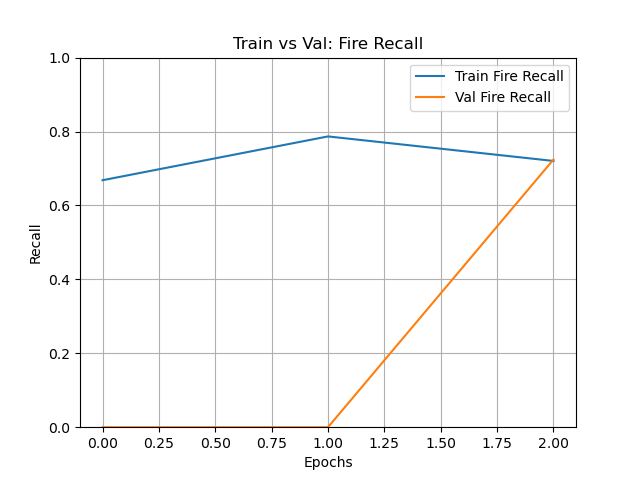 Train vs Val: Fire Recall
Train Fire Recall
Val Fire Recall
1.0
0.8
0.6
0.4
0.2
0.0
Recall
0.00 0.25 0.50 0.75 1.00 1.25 1.50 1.75 2.00
Epochs